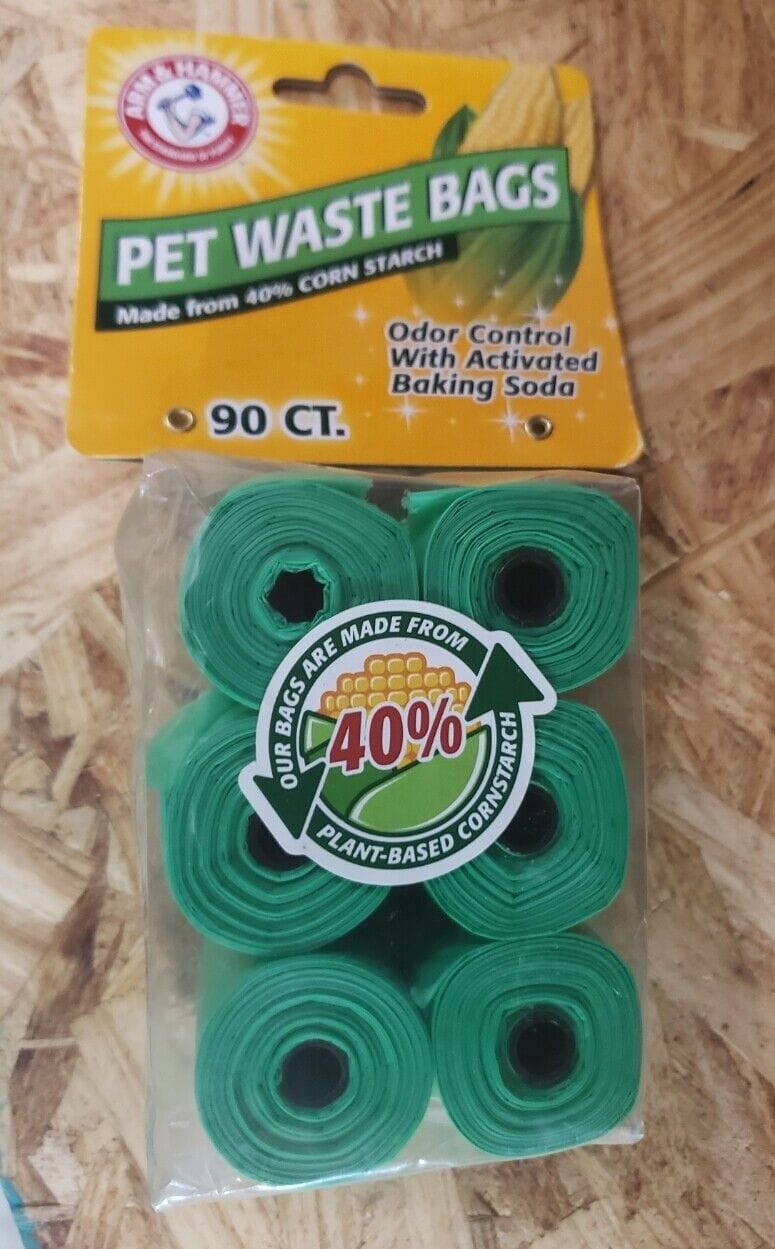 ARM & HAMMER
PET WASTE BAGS
Made from 40% CORN STARCH
Odor Control
With Activated
Baking Soda
90 CT.
OUR BAGS ARE MADE FROM
40%
PLANT-BASED CORNSTARCH